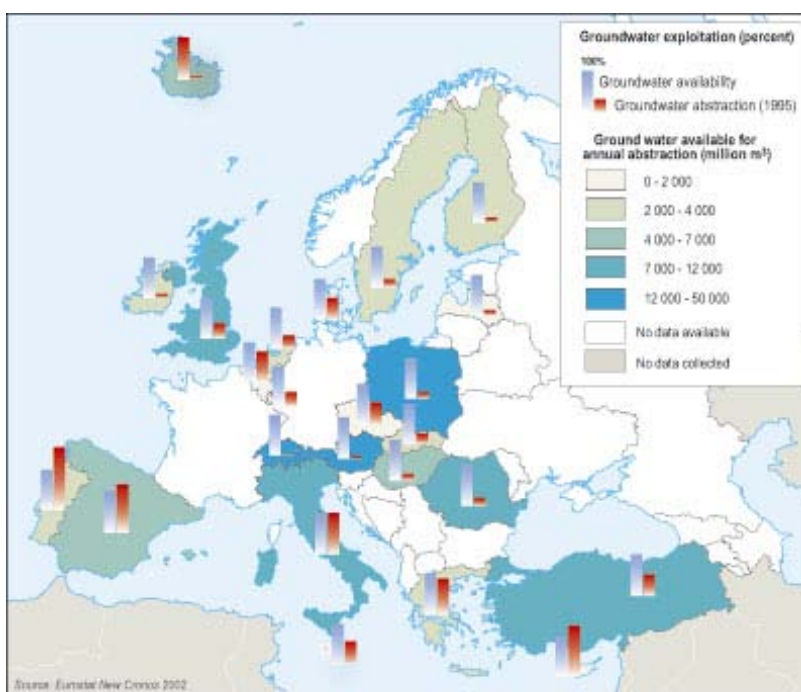 Groundwater exploitation (percent)
100%
Groundwater availability
Groundwater abstraction (1995)
Ground water available for
annual abstraction (million m³)
0 - 2 000
2 000 - 4 000
4 000 - 7 000
7 000 - 12 000
12 000 - 50 000
No data available
No data collected
Source: Eurostat New Cronos 2002